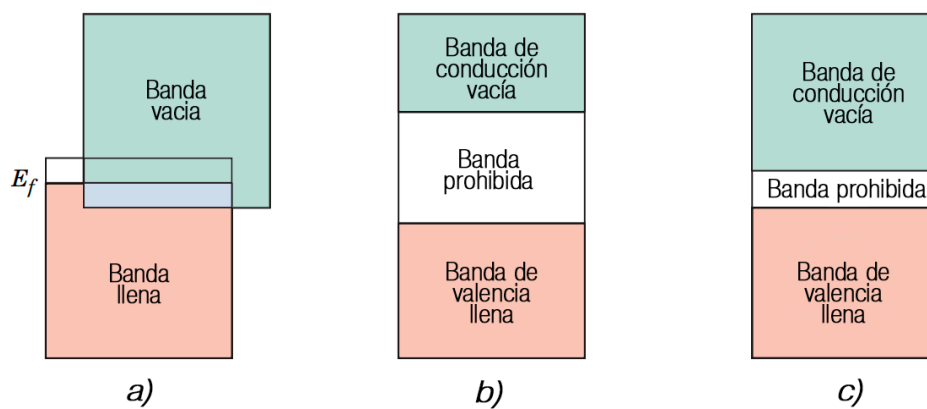 Banda
vacia
E_f
Banda
llena
a)
Banda de
conducción
vacía
Banda
prohibida
Banda de
valencia
llena
b)
Banda de
conducción
vacía
Banda prohibida
Banda de
valencia
llena
c)